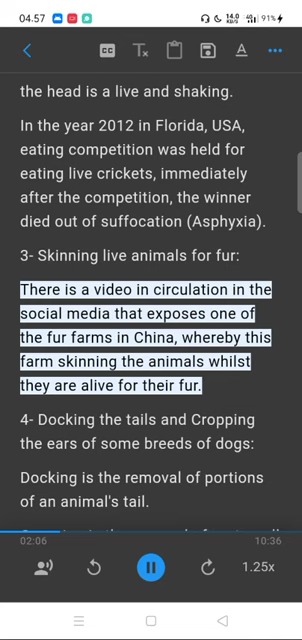 04.57
14.0
KB/S
4G
91%
CC
the head is a live and shaking.
In the year 2012 in Florida, USA,
eating competition was held for
eating live crickets, immediately
after the competition, the winner
died out of suffocation (Asphyxia).
3- Skinning live animals for fur:
There is a video in circulation in the
social media that exposes one of
the fur farms in China, whereby this
farm skinning the animals whilst
they are alive for their fur.
4- Docking the tails and Cropping
the ears of some breeds of dogs:
Docking is the removal of portions
of an animal's tail.
02:06
10:36
1.25x